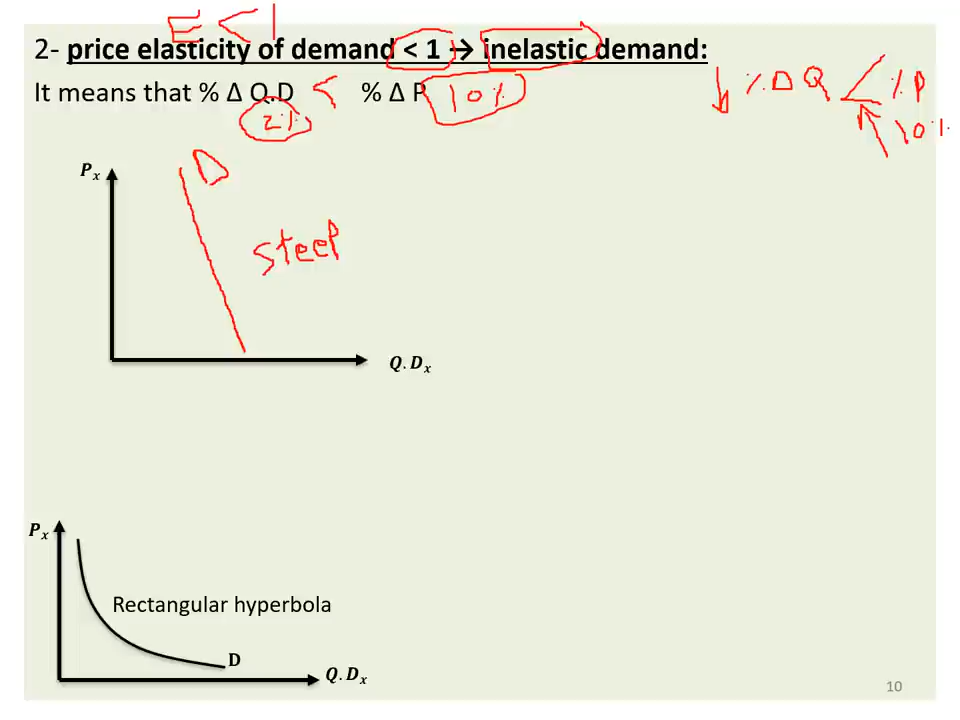 E < 1
2- price elasticity of demand < 1 → inelastic demand:
It means that % Δ Q.D < % Δ P 10%
2%
↓ % Δ Q < % P
10%
Pₓ
D
steep
Q.Dₓ
Pₓ
Rectangular hyperbola
D
Q.Dₓ
10